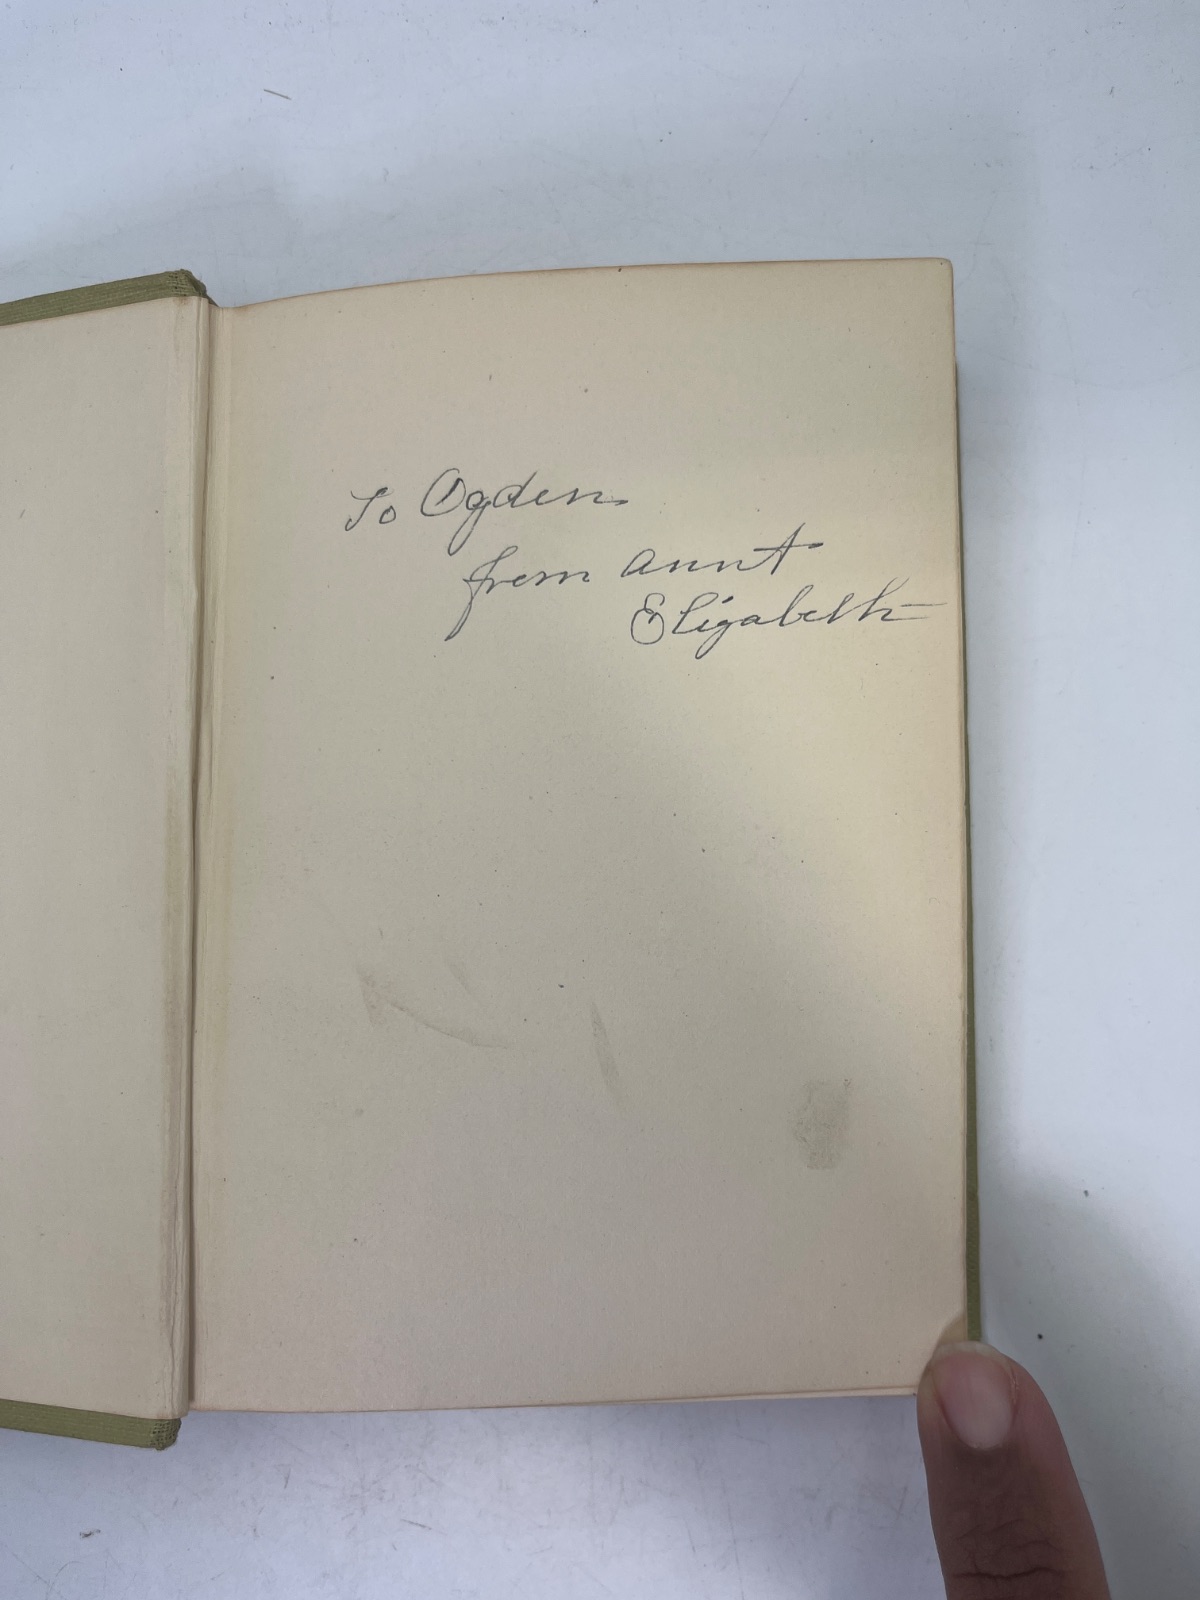 To Ogden
from aunt
Elizabeth